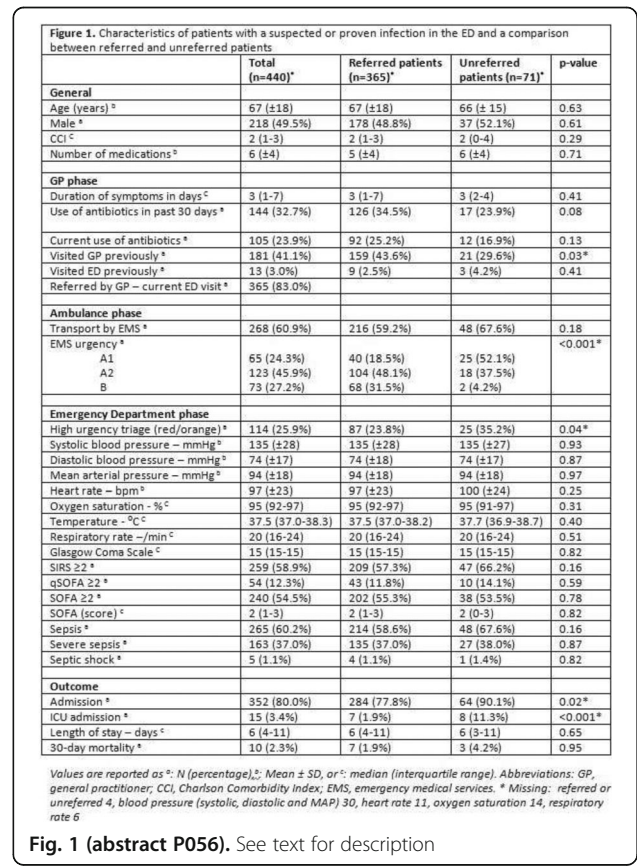 Figure 1. Characteristics of patients with a suspected or proven infection in the ED and a comparison
between referred and unreferred patients
Total (n=440)* Referred patients (n=365)* Unreferred patients (n=71)* p-value
General
Age (years) ᵇ 67 (±18) 67 (±18) 66 (± 15) 0.63
Male ᵃ 218 (49.5%) 178 (48.8%) 37 (52.1%) 0.61
CCI ᶜ 2 (1-3) 2 (1-3) 2 (0-4) 0.29
Number of medications ᵇ 6 (±4) 5 (±4) 6 (±4) 0.71
GP phase
Duration of symptoms in days ᶜ 3 (1-7) 3 (1-7) 3 (2-4) 0.41
Use of antibiotics in past 30 days ᵃ 144 (32.7%) 126 (34.5%) 17 (23.9%) 0.08
Current use of antibiotics ᵃ 105 (23.9%) 92 (25.2%) 12 (16.9%) 0.13
Visited GP previously ᵃ 181 (41.1%) 159 (43.6%) 21 (29.6%) 0.03*
Visited ED previously ᵃ 13 (3.0%) 9 (2.5%) 3 (4.2%) 0.41
Referred by GP – current ED visit ᵃ 365 (83.0%)
Ambulance phase
Transport by EMS ᵃ 268 (60.9%) 216 (59.2%) 48 (67.6%) 0.18
EMS urgency ᵃ <0.001*
A1 65 (24.3%) 40 (18.5%) 25 (52.1%)
A2 123 (45.9%) 104 (48.1%) 18 (37.5%)
B 73 (27.2%) 68 (31.5%) 2 (4.2%)
Emergency Department phase
High urgency triage (red/orange) ᵃ 114 (25.9%) 87 (23.8%) 25 (35.2%) 0.04*
Systolic blood pressure – mmHg ᵇ 135 (±28) 135 (±28) 135 (±27) 0.93
Diastolic blood pressure – mmHg ᵇ 74 (±17) 74 (±18) 74 (±17) 0.87
Mean arterial pressure – mmHg ᵇ 94 (±18) 94 (±18) 94 (±18) 0.97
Heart rate – bpm ᵇ 97 (±23) 97 (±23) 100 (±24) 0.25
Oxygen saturation - % ᶜ 95 (92-97) 95 (92-97) 95 (91-97) 0.31
Temperature - ⁰C ᶜ 37.5 (37.0-38.3) 37.5 (37.0-38.2) 37.7 (36.9-38.7) 0.40
Respiratory rate –/min ᶜ 20 (16-24) 20 (16-24) 20 (16-24) 0.51
Glasgow Coma Scale ᶜ 15 (15-15) 15 (15-15) 15 (15-15) 0.82
SIRS ≥2 ᵃ 259 (58.9%) 209 (57.3%) 47 (66.2%) 0.16
qSOFA ≥2 ᵃ 54 (12.3%) 43 (11.8%) 10 (14.1%) 0.59
SOFA ≥2 ᵃ 240 (54.5%) 202 (55.3%) 38 (53.5%) 0.78
SOFA (score) ᶜ 2 (1-3) 2 (1-3) 2 (0-3) 0.82
Sepsis ᵃ 265 (60.2%) 214 (58.6%) 48 (67.6%) 0.16
Severe sepsis ᵃ 163 (37.0%) 135 (37.0%) 27 (38.0%) 0.87
Septic shock ᵃ 5 (1.1%) 4 (1.1%) 1 (1.4%) 0.82
Outcome
Admission ᵃ 352 (80.0%) 284 (77.8%) 64 (90.1%) 0.02*
ICU admission ᵃ 15 (3.4%) 7 (1.9%) 8 (11.3%) <0.001*
Length of stay – days ᶜ 6 (4-11) 6 (4-11) 6 (3-11) 0.65
30-day mortality ᵃ 10 (2.3%) 7 (1.9%) 3 (4.2%) 0.95
Values are reported as ᵃ: N (percentage), ᵇ: Mean ± SD, or ᶜ: median (interquartile range). Abbreviations: GP,
general practitioner; CCI, Charlson Comorbidity Index; EMS, emergency medical services. * Missing: referred or
unreferred 4, blood pressure (systolic, diastolic and MAP) 30, heart rate 11, oxygen saturation 14, respiratory
rate 6
Fig. 1 (abstract P056). See text for description